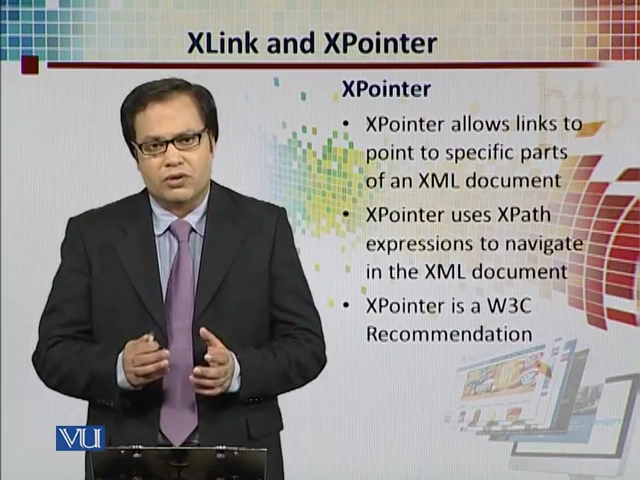 XLink and XPointer
XPointer
• XPointer allows links to
point to specific parts
of an XML document
• XPointer uses XPath
expressions to navigate
in the XML document
• XPointer is a W3C
Recommendation
VU